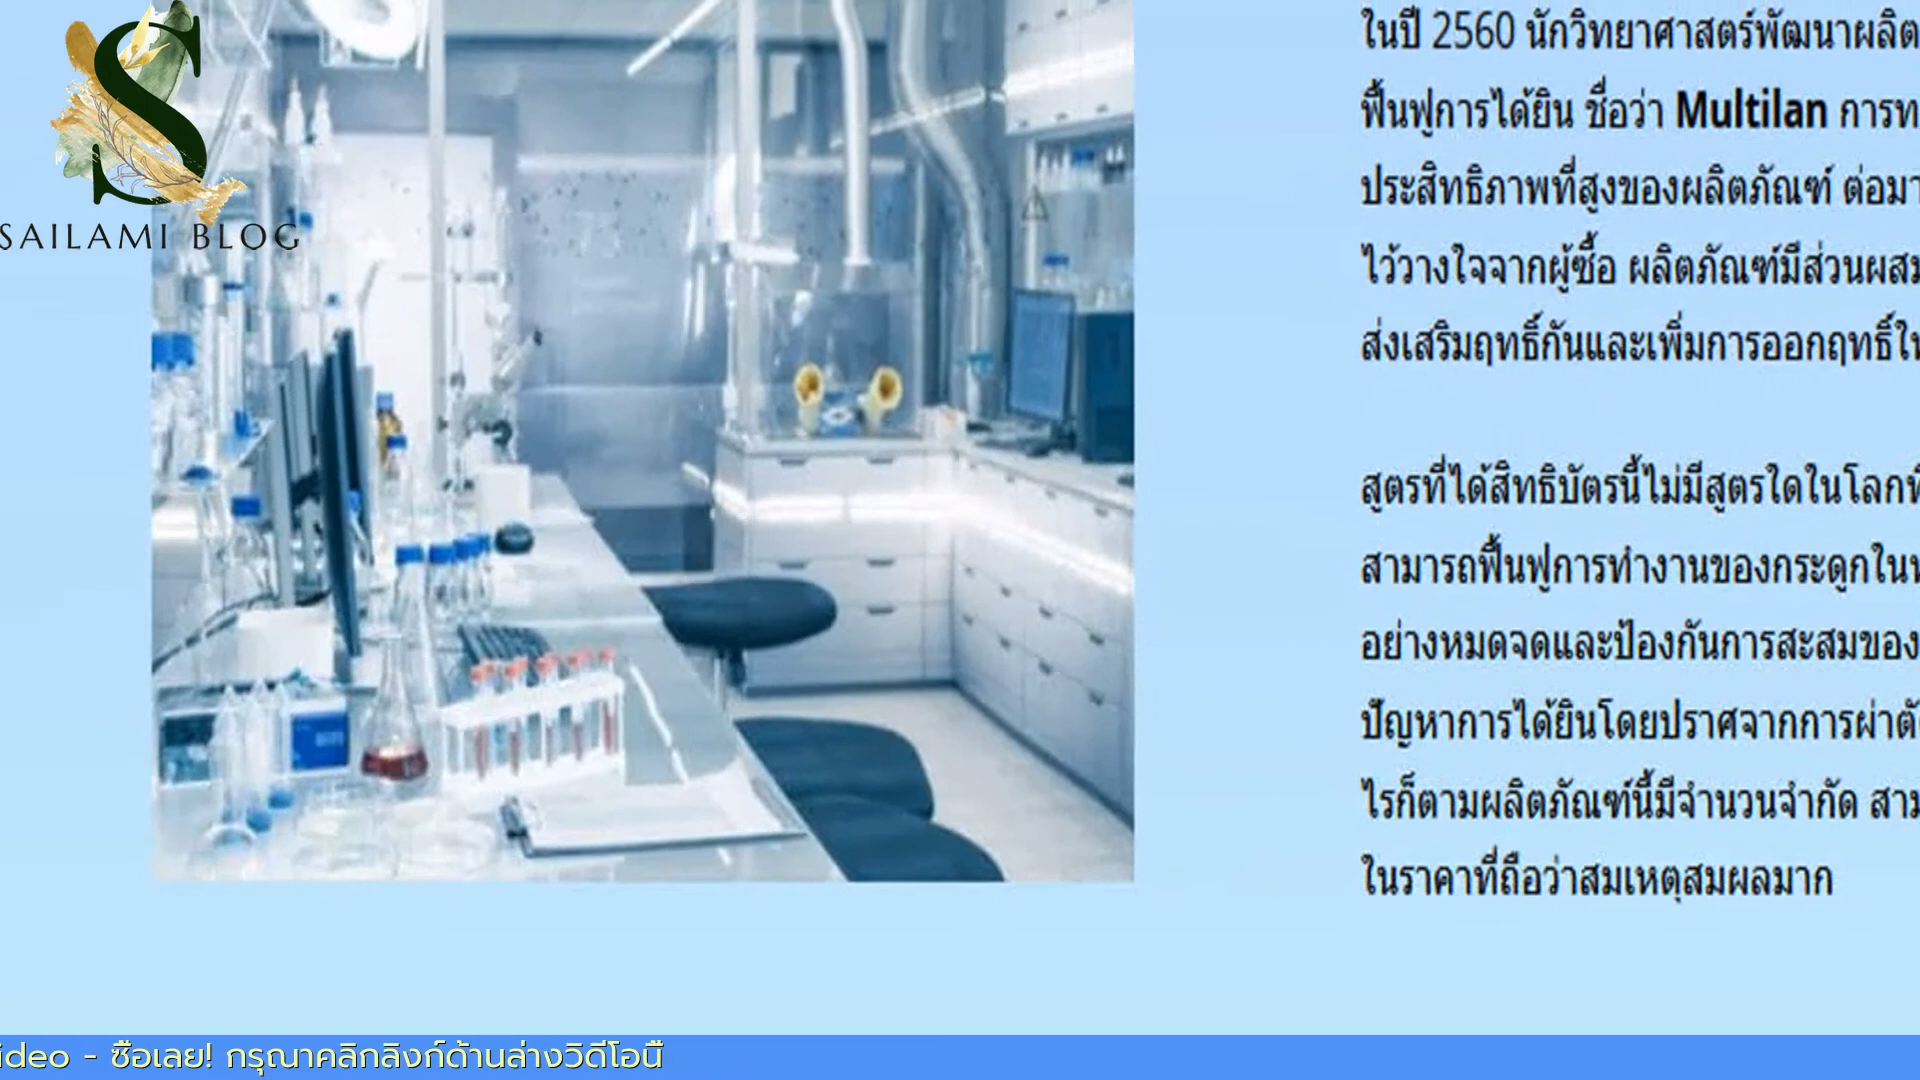 S
SAILAMI BLOG
ในปี 2560 นักวิทยาศาสตร์พัฒนาผลิต
ฟื้นฟูการได้ยิน ชื่อว่า Multilan การท
ประสิทธิภาพที่สูงของผลิตภัณฑ์ ต่อมา
ไว้วางใจจากผู้ซื้อ ผลิตภัณฑ์มีส่วนผสม
ส่งเสริมฤทธิ์กันและเพิ่มการออกฤทธิ์ให
สูตรที่ได้สิทธิบัตรนี้ไม่มีสูตรใดในโลกที
สามารถฟื้นฟูการทำงานของกระดูกในห
อย่างหมดจดและป้องกันการสะสมของ
ปัญหาการได้ยินโดยปราศจากการผ่าตั
ไรก็ตามผลิตภัณฑ์นี้มีจำนวนจำกัด สาม
ในราคาที่ถือว่าสมเหตุสมผลมาก
ideo - ซื้อเลย! กรุณาคลิกลิงก์ด้านล่างวิดีโอนี้